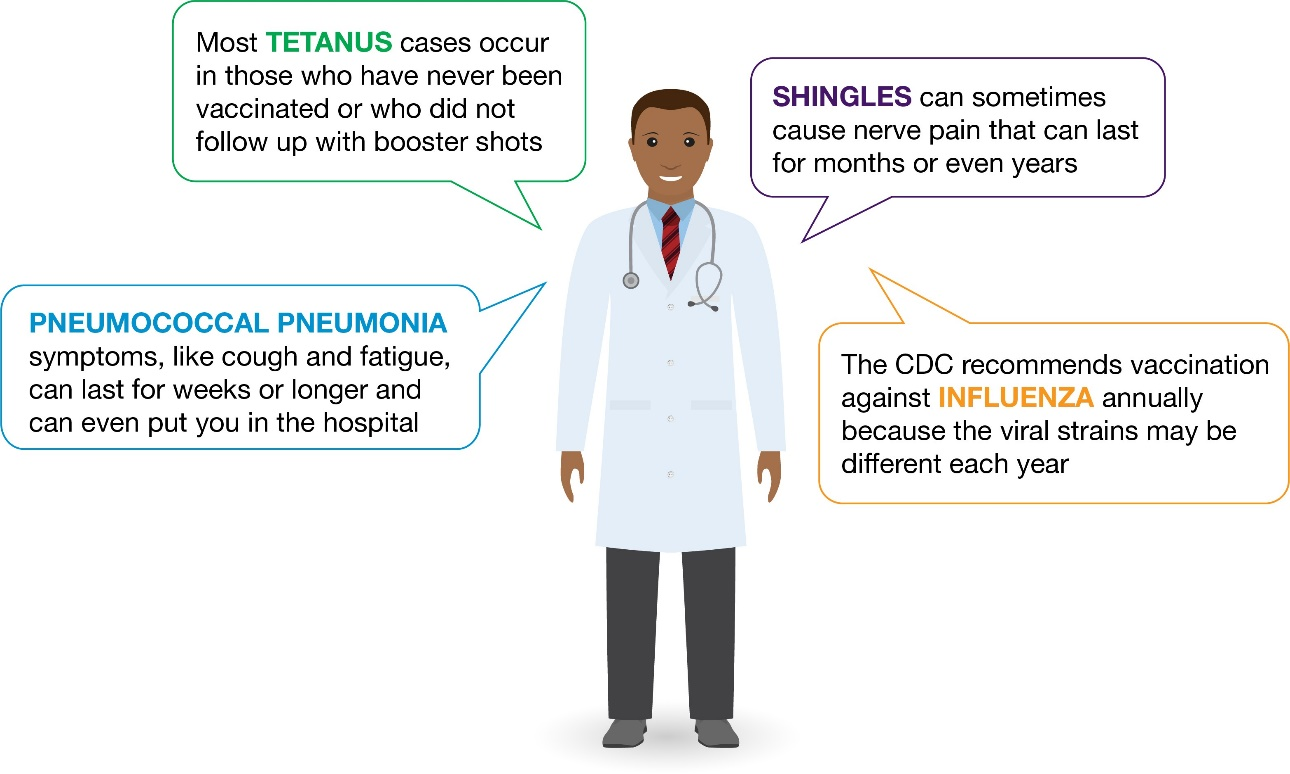 Most TETANUS cases occur
in those who have never been
vaccinated or who did not
follow up with booster shots
SHINGLES can sometimes
cause nerve pain that can last
for months or even years
PNEUMOCOCCAL PNEUMONIA
symptoms, like cough and fatigue,
can last for weeks or longer and
can even put you in the hospital
The CDC recommends vaccination
against INFLUENZA annually
because the viral strains may be
different each year